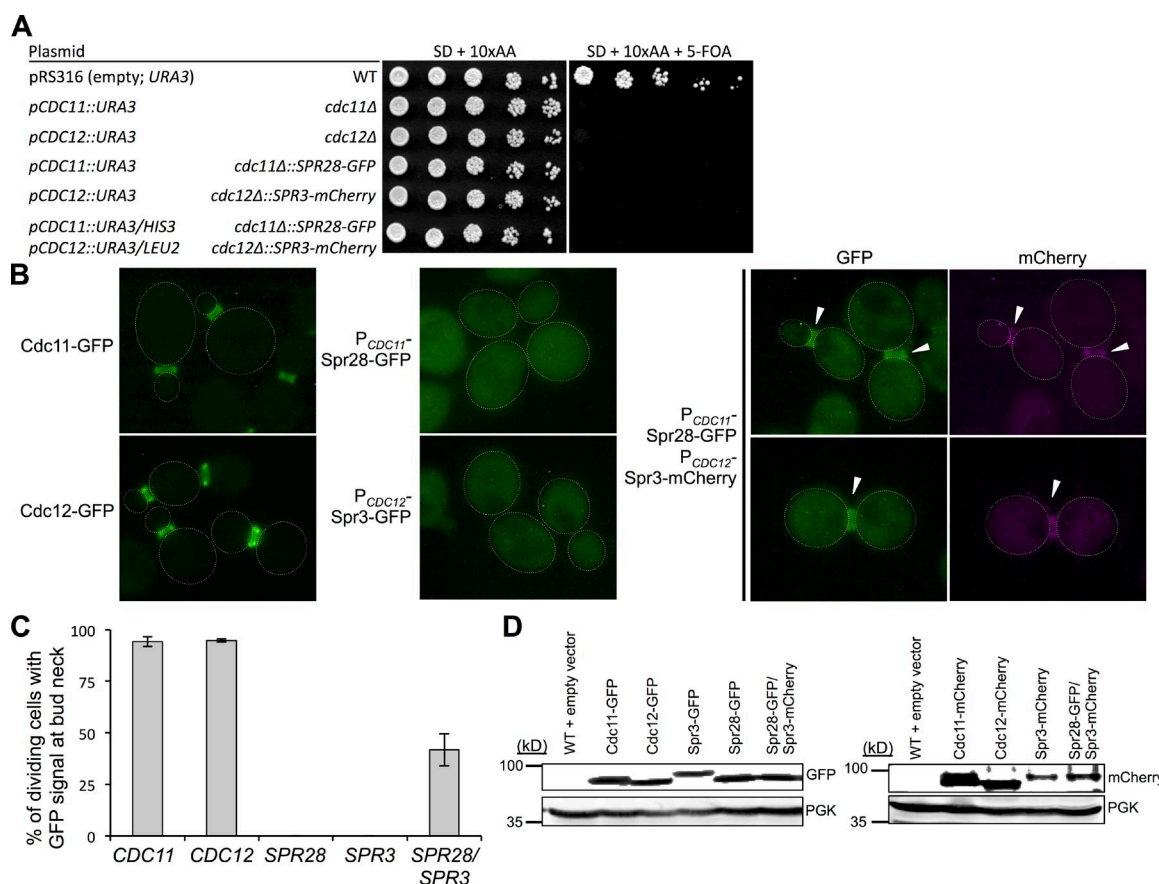 A
Plasmid SD + 10xAA SD + 10xAA + 5-FOA
pRS316 (empty; URA3) WT
pCDC11::URA3 cdc11Δ
pCDC12::URA3 cdc12Δ
pCDC11::URA3 cdc11Δ::SPR28-GFP
pCDC12::URA3 cdc12Δ::SPR3-mCherry
pCDC11::URA3/HIS3 cdc11Δ::SPR28-GFP
pCDC12::URA3/LEU2 cdc12Δ::SPR3-mCherry
B
GFP mCherry
Cdc11-GFP
PCDC11-
Spr28-GFP
Cdc12-GFP
PCDC12-
Spr3-GFP
PCDC11-
Spr28-GFP
PCDC12-
Spr3-mCherry
C
% of dividing cells with
GFP signal at bud neck
100
75
50
25
0
CDC11 CDC12 SPR28 SPR3 SPR28/
SPR3
D
(kD)
WT + empty vector
Cdc11-GFP
Cdc12-GFP
Spr3-GFP
Spr28-GFP
Spr28-GFP/
Spr3-mCherry
100
GFP
PGK
35
(kD)
WT + empty vector
Cdc11-mCherry
Cdc12-mCherry
Spr3-mCherry
Spr28-GFP/
Spr3-mCherry
100
mCherry
PGK
35